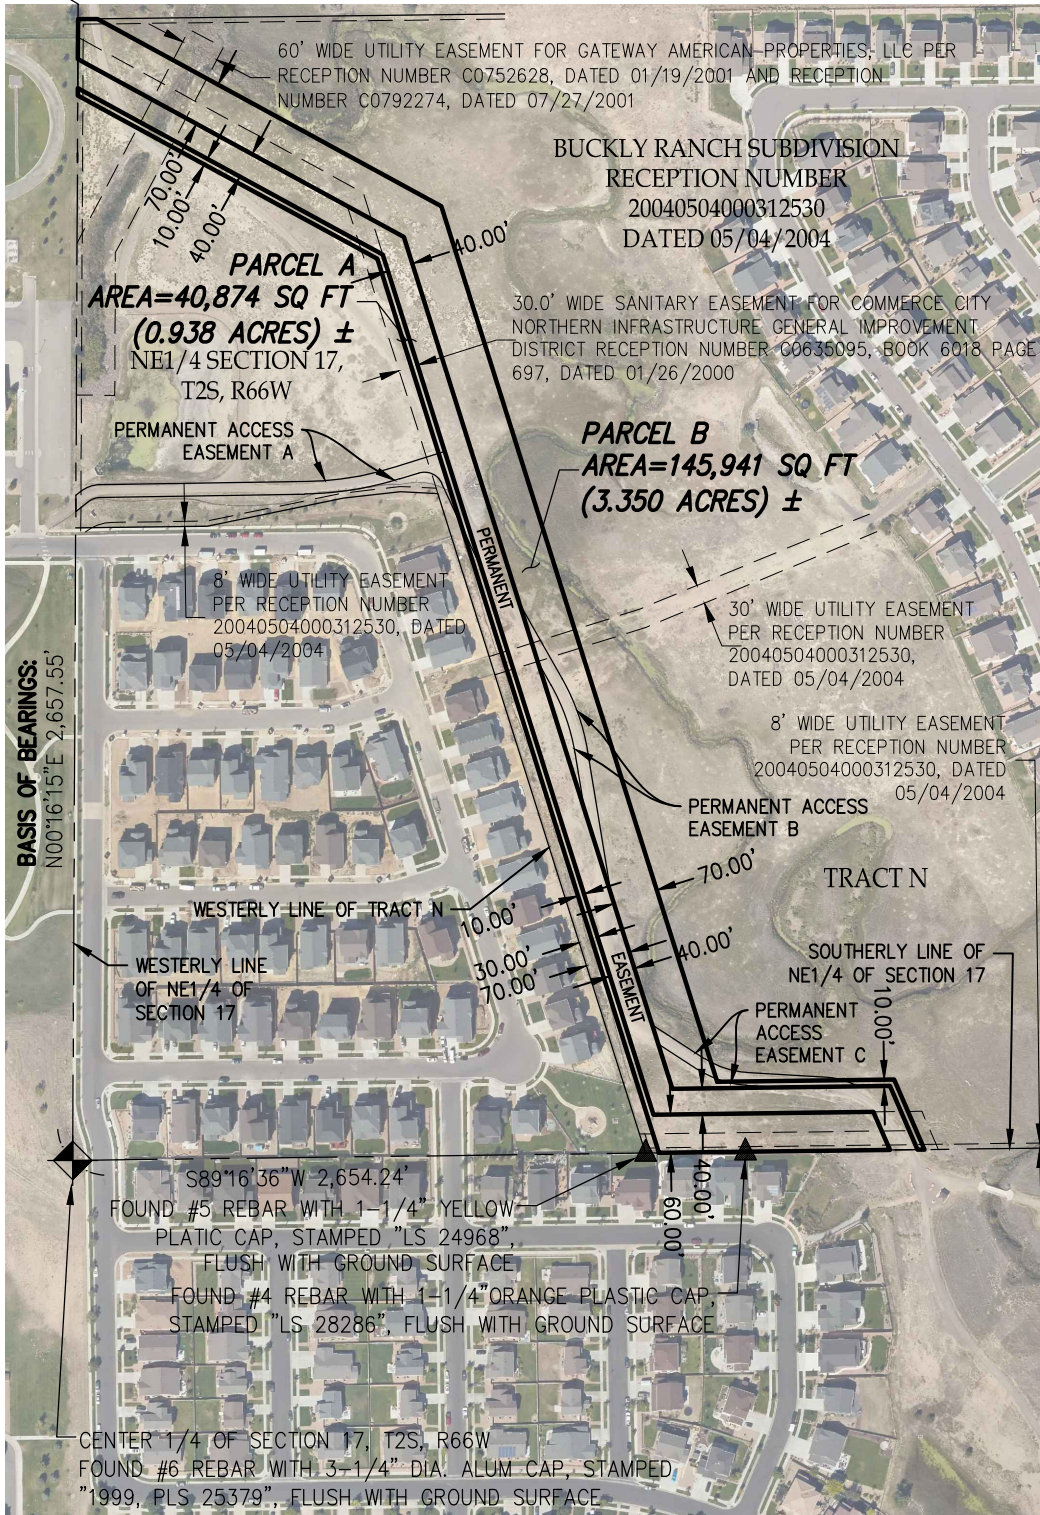 60' WIDE UTILITY EASEMENT FOR GATEWAY AMERICAN PROPERTIES, LLC PER
RECEPTION NUMBER C0752628, DATED 01/19/2001 AND RECEPTION
NUMBER C0792274, DATED 07/27/2001
BUCKLY RANCH SUBDIVISION
RECEPTION NUMBER
20040504000312530
DATED 05/04/2004
70.00'
10.00'
40.00'
40.00'
PARCEL A
AREA=40,874 SQ FT
(0.938 ACRES) ±
NE1/4 SECTION 17,
T2S, R66W
30.0' WIDE SANITARY EASEMENT FOR COMMERCE CITY
NORTHERN INFRASTRUCTURE GENERAL IMPROVEMENT
DISTRICT RECEPTION NUMBER C0635095, BOOK 6018 PAGE
697, DATED 01/26/2000
PERMANENT ACCESS
EASEMENT A
PARCEL B
AREA=145,941 SQ FT
(3.350 ACRES) ±
PERMANENT
8' WIDE UTILITY EASEMENT
PER RECEPTION NUMBER
20040504000312530, DATED
05/04/2004
30' WIDE UTILITY EASEMENT
PER RECEPTION NUMBER
20040504000312530,
DATED 05/04/2004
BASIS OF BEARINGS:
N00°16'15"E 2,657.55'
8' WIDE UTILITY EASEMENT
PER RECEPTION NUMBER
20040504000312530, DATED
05/04/2004
PERMANENT ACCESS
EASEMENT B
70.00'
TRACT N
WESTERLY LINE OF TRACT N
10.00'
30.00'
70.00'
40.00'
EASEMENT
WESTERLY LINE
OF NE1/4 OF
SECTION 17
SOUTHERLY LINE OF
NE1/4 OF SECTION 17
10.00'
PERMANENT
ACCESS
EASEMENT C
S89°16'36"W 2,654.24'
40.00'
60.00'
FOUND #5 REBAR WITH 1-1/4" YELLOW
PLATIC CAP, STAMPED "LS 24968",
FLUSH WITH GROUND SURFACE
FOUND #4 REBAR WITH 1-1/4"ORANGE PLASTIC CAP,
STAMPED "LS 28286", FLUSH WITH GROUND SURFACE
CENTER 1/4 OF SECTION 17, T2S, R66W
FOUND #6 REBAR WITH 3-1/4" DIA. ALUM CAP, STAMPED
"1999, PLS 25379", FLUSH WITH GROUND SURFACE